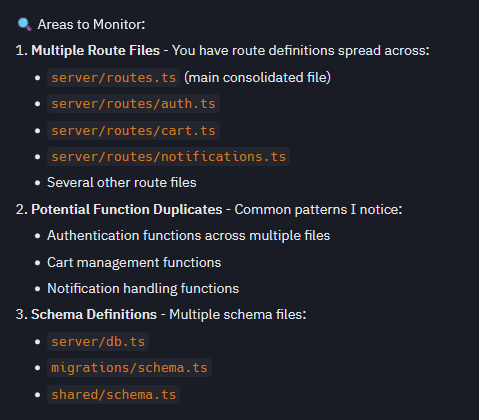 🔍 Areas to Monitor:
1. Multiple Route Files - You have route definitions spread across:
• server/routes.ts (main consolidated file)
• server/routes/auth.ts
• server/routes/cart.ts
• server/routes/notifications.ts
• Several other route files
2. Potential Function Duplicates - Common patterns I notice:
• Authentication functions across multiple files
• Cart management functions
• Notification handling functions
3. Schema Definitions - Multiple schema files:
• server/db.ts
• migrations/schema.ts
• shared/schema.ts